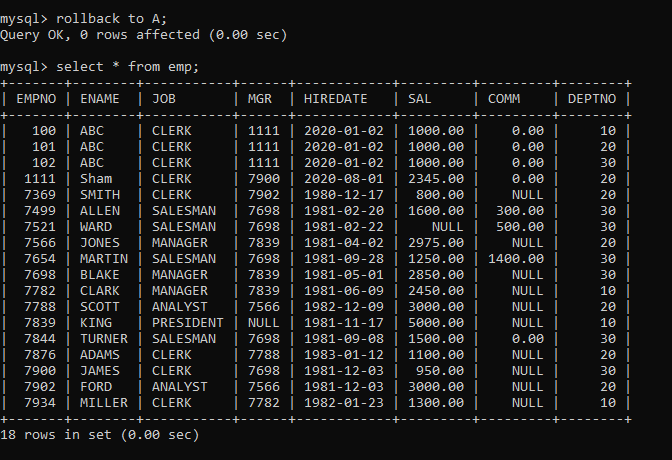 mysql> rollback to A;
Query OK, 0 rows affected (0.00 sec)
mysql> select * from emp;
+-------+--------+-----------+------+------------+---------+---------+--------+
| EMPNO | ENAME  | JOB       | MGR  | HIREDATE   | SAL     | COMM    | DEPTNO |
+-------+--------+-----------+------+------------+---------+---------+--------+
|   100 | ABC    | CLERK     | 1111 | 2020-01-02 | 1000.00 |    0.00 |     10 |
|   101 | ABC    | CLERK     | 1111 | 2020-01-02 | 1000.00 |    0.00 |     20 |
|   102 | ABC    | CLERK     | 1111 | 2020-01-02 | 1000.00 |    0.00 |     30 |
|  1111 | Sham   | CLERK     | 7900 | 2020-08-01 | 2345.00 |    0.00 |     20 |
|  7369 | SMITH  | CLERK     | 7902 | 1980-12-17 |  800.00 |    NULL |     20 |
|  7499 | ALLEN  | SALESMAN  | 7698 | 1981-02-20 | 1600.00 |  300.00 |     30 |
|  7521 | WARD   | SALESMAN  | 7698 | 1981-02-22 |    NULL |  500.00 |     30 |
|  7566 | JONES  | MANAGER   | 7839 | 1981-04-02 | 2975.00 |    NULL |     20 |
|  7654 | MARTIN | SALESMAN  | 7698 | 1981-09-28 | 1250.00 | 1400.00 |     30 |
|  7698 | BLAKE  | MANAGER   | 7839 | 1981-05-01 | 2850.00 |    NULL |     30 |
|  7782 | CLARK  | MANAGER   | 7839 | 1981-06-09 | 2450.00 |    NULL |     10 |
|  7788 | SCOTT  | ANALYST   | 7566 | 1982-12-09 | 3000.00 |    NULL |     20 |
|  7839 | KING   | PRESIDENT | NULL | 1981-11-17 | 5000.00 |    NULL |     10 |
|  7844 | TURNER | SALESMAN  | 7698 | 1981-09-08 | 1500.00 |    0.00 |     30 |
|  7876 | ADAMS  | CLERK     | 7788 | 1983-01-12 | 1100.00 |    NULL |     20 |
|  7900 | JAMES  | CLERK     | 7698 | 1981-12-03 |  950.00 |    NULL |     30 |
|  7902 | FORD   | ANALYST   | 7566 | 1981-12-03 | 3000.00 |    NULL |     20 |
|  7934 | MILLER | CLERK     | 7782 | 1982-01-23 | 1300.00 |    NULL |     10 |
+-------+--------+-----------+------+------------+---------+---------+--------+
18 rows in set (0.00 sec)